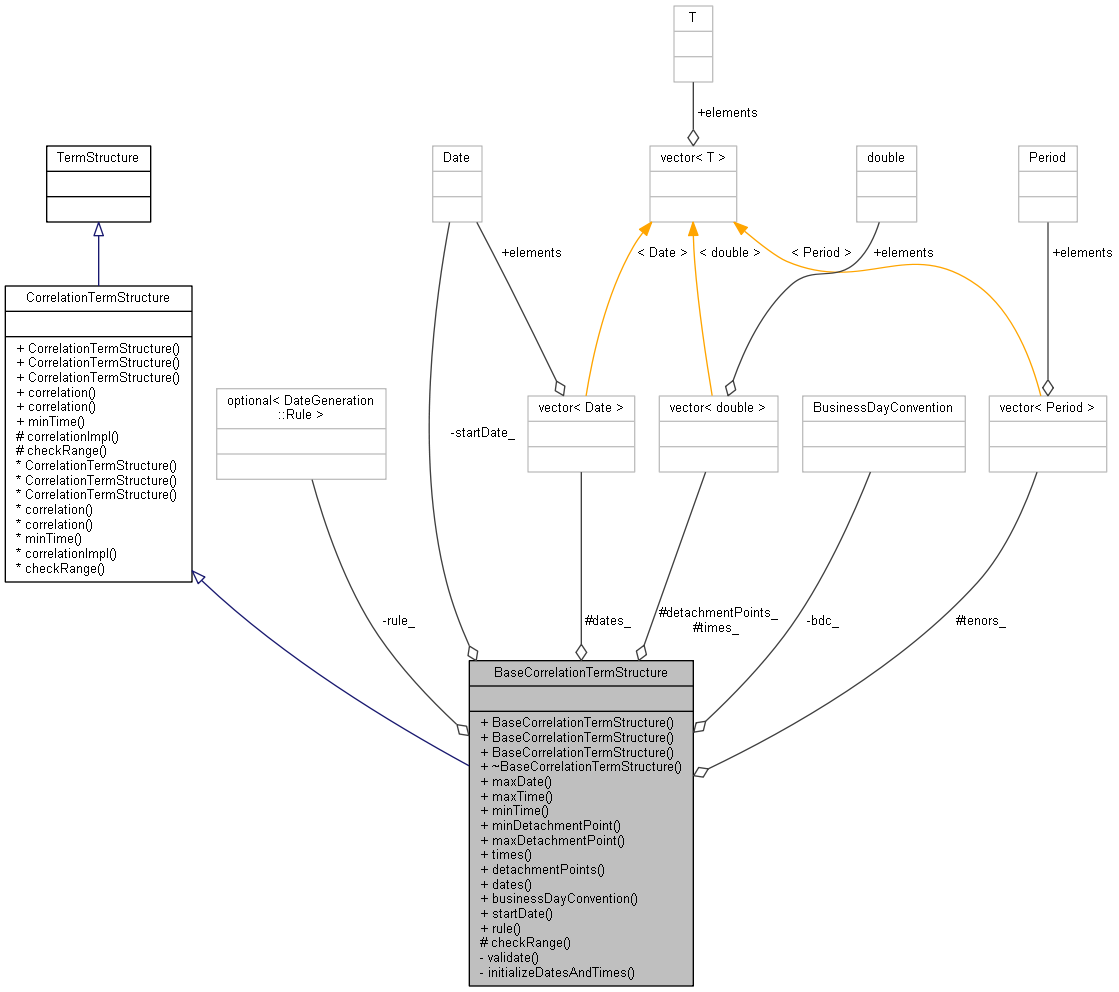 T
+elements
TermStructure
Date
vector< T >
double
Period
+elements
< Date >
< double >
< Period >
+elements
+elements
CorrelationTermStructure
+ CorrelationTermStructure()
+ CorrelationTermStructure()
+ CorrelationTermStructure()
+ correlation()
+ correlation()
+ minTime()
# correlationImpl()
# checkRange()
* CorrelationTermStructure()
* CorrelationTermStructure()
* CorrelationTermStructure()
* correlation()
* correlation()
* minTime()
* correlationImpl()
* checkRange()
optional< DateGeneration
::Rule >
-startDate_
vector< Date >
vector< double >
BusinessDayConvention
vector< Period >
-rule_
#dates_
#detachmentPoints_
#times_
-bdc_
#tenors_
BaseCorrelationTermStructure
+ BaseCorrelationTermStructure()
+ BaseCorrelationTermStructure()
+ BaseCorrelationTermStructure()
+ ~BaseCorrelationTermStructure()
+ maxDate()
+ maxTime()
+ minTime()
+ minDetachmentPoint()
+ maxDetachmentPoint()
+ times()
+ detachmentPoints()
+ dates()
+ businessDayConvention()
+ startDate()
+ rule()
# checkRange()
- validate()
- initializeDatesAndTimes()